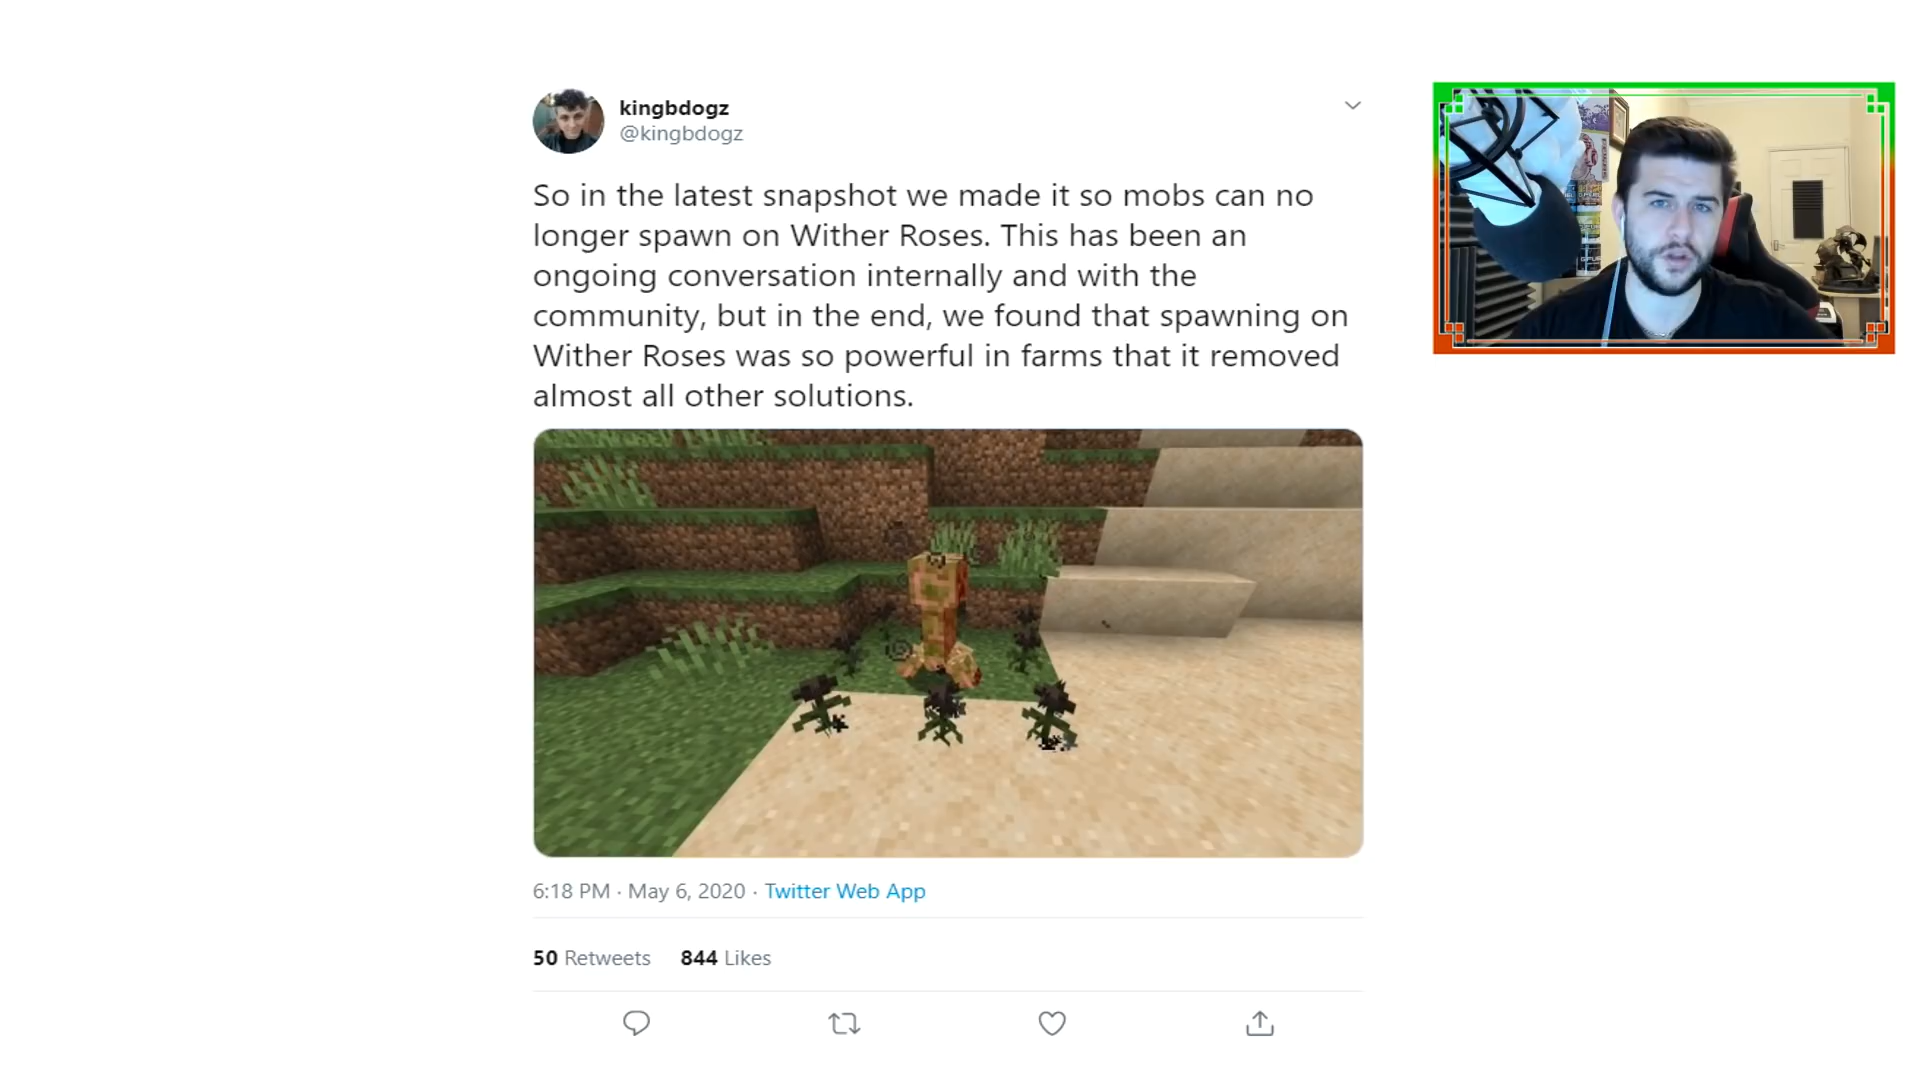 kingbdogz
@kingbdogz
So in the latest snapshot we made it so mobs can no
longer spawn on Wither Roses. This has been an
ongoing conversation internally and with the
community, but in the end, we found that spawning on
Wither Roses was so powerful in farms that it removed
almost all other solutions.
6:18 PM · May 6, 2020 · Twitter Web App
50 Retweets 844 Likes